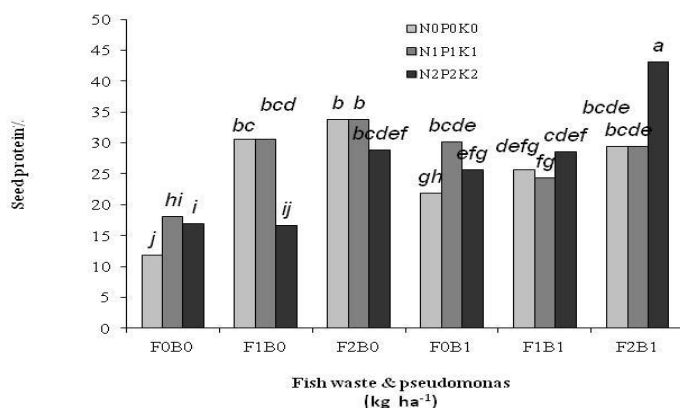 50
45
40
35
30
25
20
15
10
5
0
Seed protein/.
N0P0K0
N1P1K1
N2P2K2
j
hi
i
bc
bcd
ij
b
b
bcdef
gh
bcde
efg
defg
fg
cdef
bcde
bcde
a
F0B0 F1B0 F2B0 F0B1 F1B1 F2B1
Fish waste & pseudomonas
(kg ha-1)